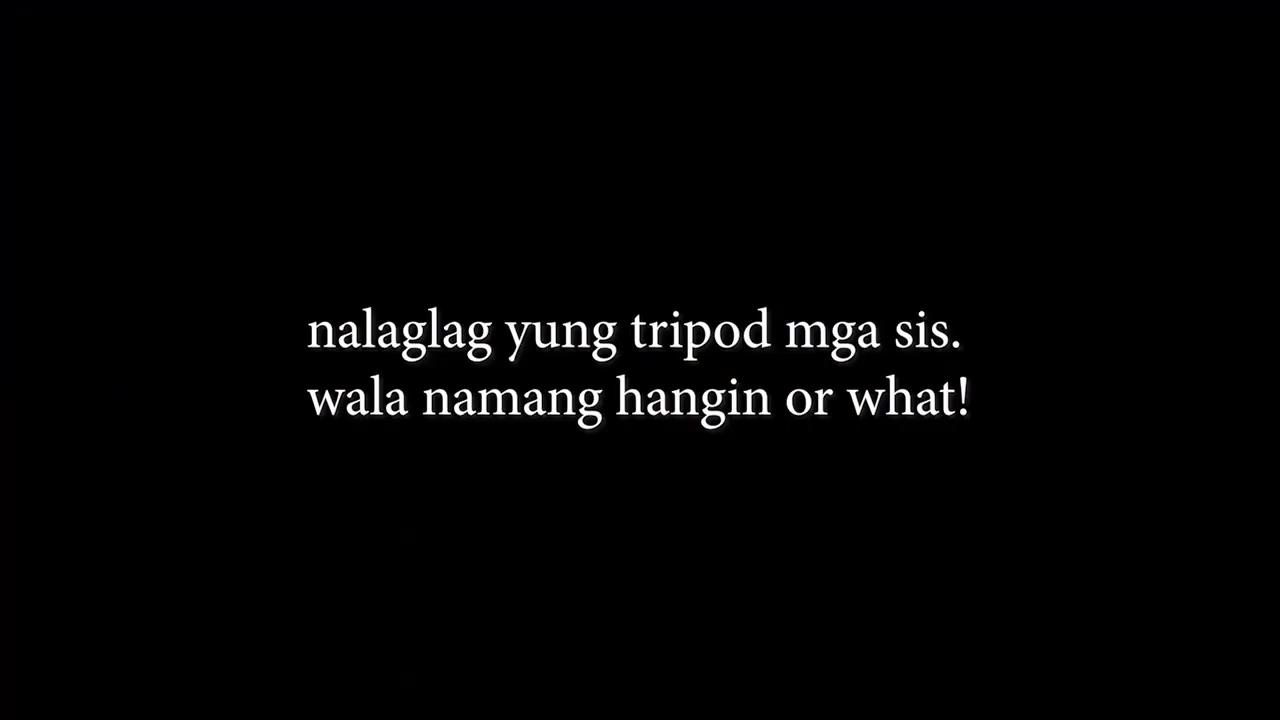 nalaglag yung tripod mga sis.
wala namang hangin or what!